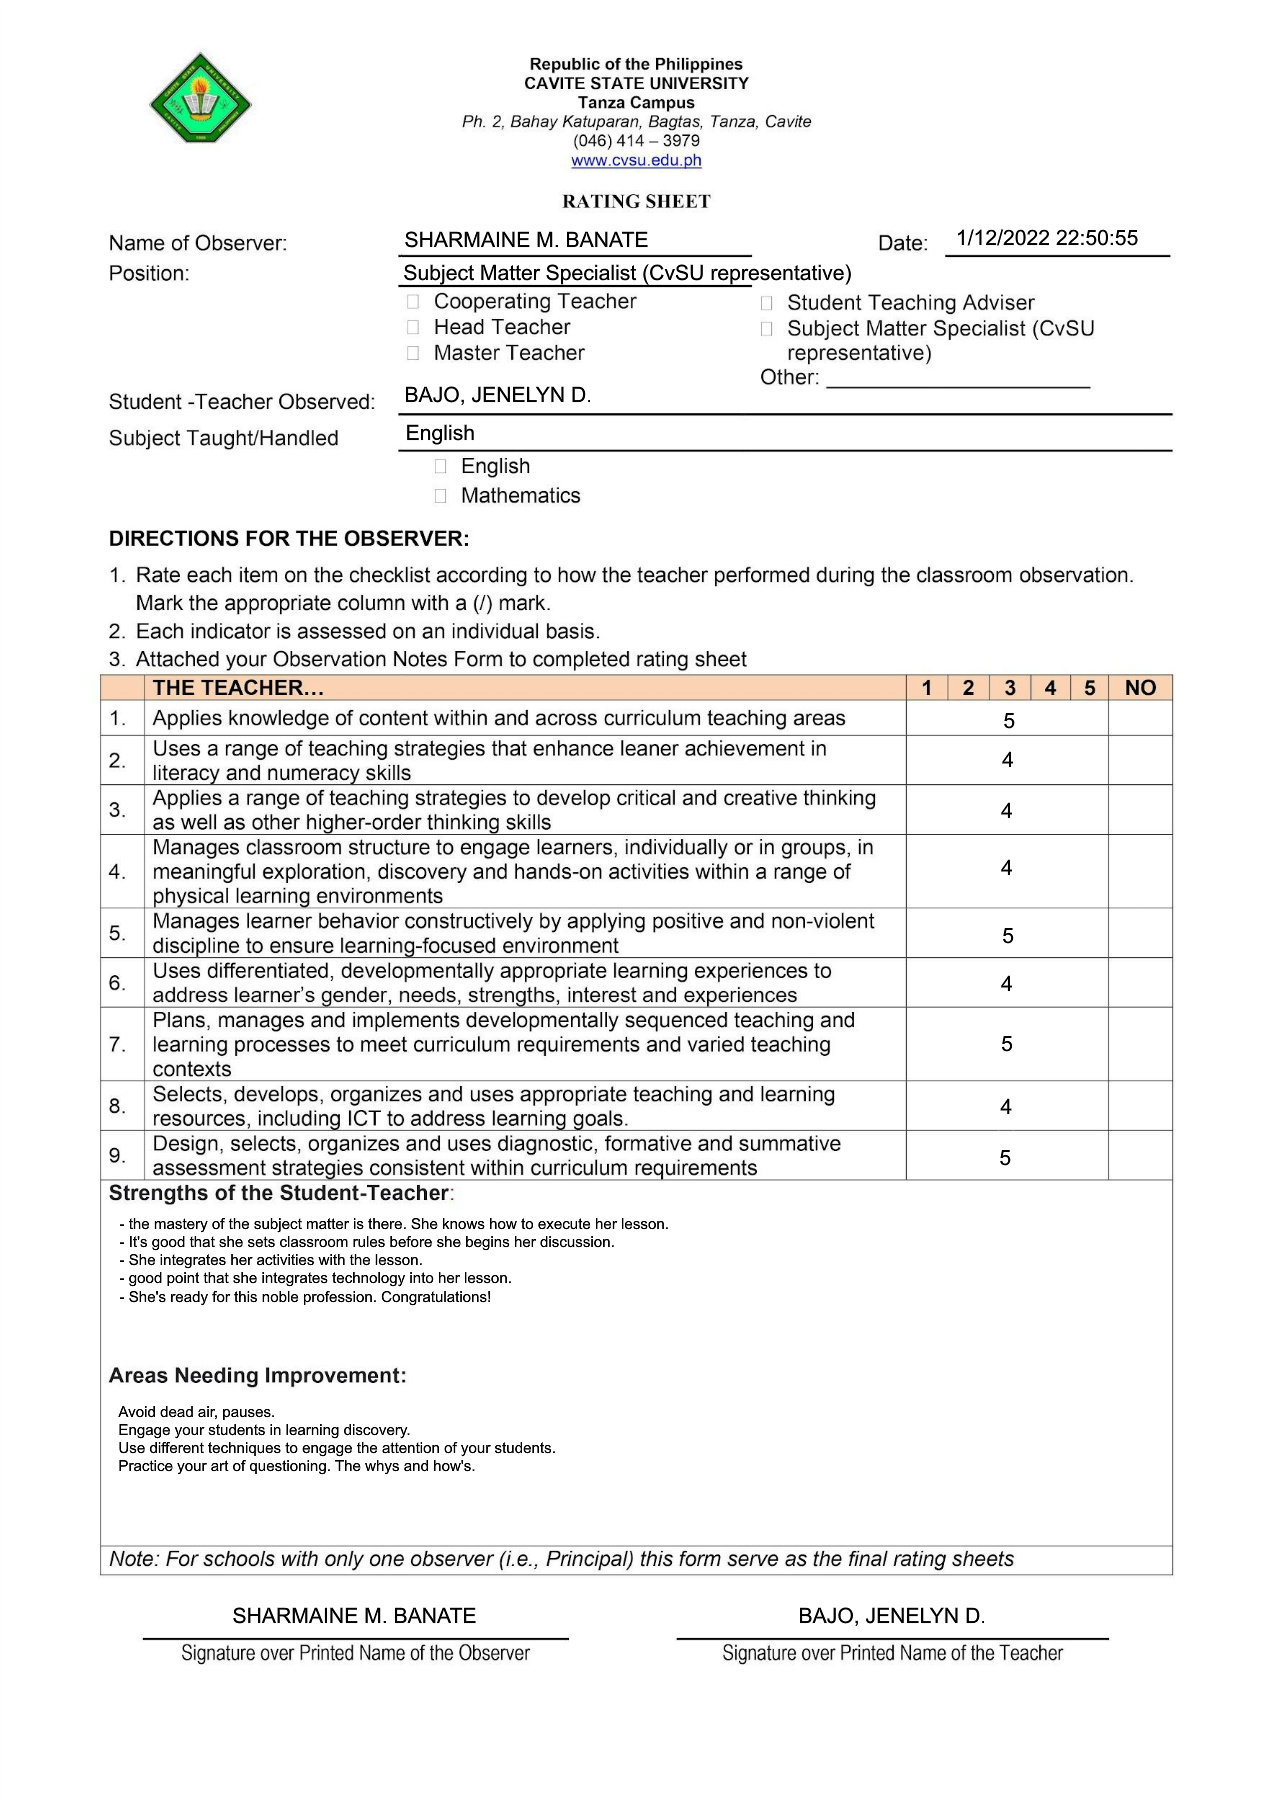 Republic of the Philippines
CAVITE STATE UNIVERSITY
Tanza Campus
Ph. 2, Bahay Katuparan, Bagtas, Tanza, Cavite
(046) 414 – 3979
www.cvsu.edu.ph
RATING SHEET
Name of Observer: SHARMAINE M. BANATE Date: 1/12/2022 22:50:55
Position: Subject Matter Specialist (CvSU representative)
Cooperating Teacher
Head Teacher
Master Teacher
Student Teaching Adviser
Subject Matter Specialist (CvSU
representative)
Other:
Student -Teacher Observed: BAJO, JENELYN D.
Subject Taught/Handled English
English
Mathematics
DIRECTIONS FOR THE OBSERVER:
1. Rate each item on the checklist according to how the teacher performed during the classroom observation.
Mark the appropriate column with a (/) mark.
2. Each indicator is assessed on an individual basis.
3. Attached your Observation Notes Form to completed rating sheet
THE TEACHER… 1 2 3 4 5 NO
1. Applies knowledge of content within and across curriculum teaching areas 5
2. Uses a range of teaching strategies that enhance leaner achievement in
literacy and numeracy skills 4
3. Applies a range of teaching strategies to develop critical and creative thinking
as well as other higher-order thinking skills 4
4. Manages classroom structure to engage learners, individually or in groups, in
meaningful exploration, discovery and hands-on activities within a range of
physical learning environments 4
5. Manages learner behavior constructively by applying positive and non-violent
discipline to ensure learning-focused environment 5
6. Uses differentiated, developmentally appropriate learning experiences to
address learner’s gender, needs, strengths, interest and experiences 4
7. Plans, manages and implements developmentally sequenced teaching and
learning processes to meet curriculum requirements and varied teaching
contexts 5
8. Selects, develops, organizes and uses appropriate teaching and learning
resources, including ICT to address learning goals. 4
9. Design, selects, organizes and uses diagnostic, formative and summative
assessment strategies consistent within curriculum requirements 5
Strengths of the Student-Teacher:
- the mastery of the subject matter is there. She knows how to execute her lesson.
- It's good that she sets classroom rules before she begins her discussion.
- She integrates her activities with the lesson.
- good point that she integrates technology into her lesson.
- She's ready for this noble profession. Congratulations!
Areas Needing Improvement:
Avoid dead air, pauses.
Engage your students in learning discovery.
Use different techniques to engage the attention of your students.
Practice your art of questioning. The whys and how's.
Note: For schools with only one observer (i.e., Principal) this form serve as the final rating sheets
SHARMAINE M. BANATE BAJO, JENELYN D.
Signature over Printed Name of the Observer Signature over Printed Name of the Teacher